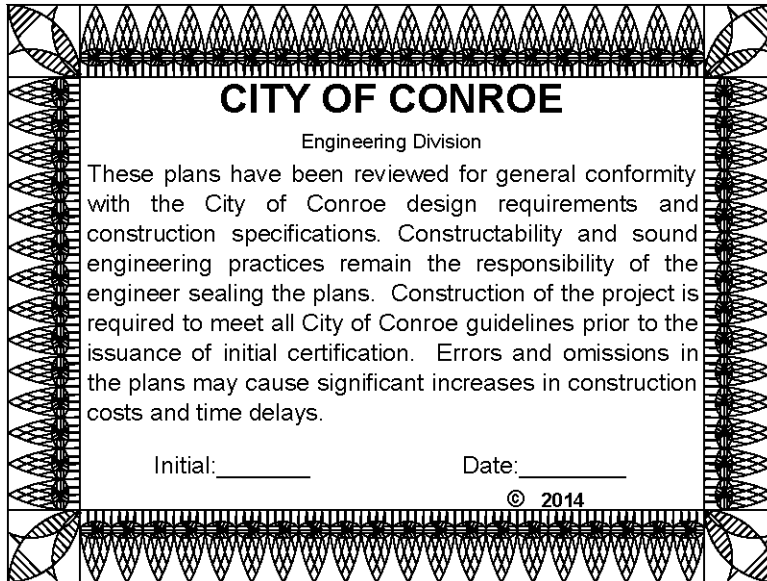 CITY OF CONROE
Engineering Division
These plans have been reviewed for general conformity
with the City of Conroe design requirements and
construction specifications. Constructability and sound
engineering practices remain the responsibility of the
engineer sealing the plans. Construction of the project is
required to meet all City of Conroe guidelines prior to the
issuance of initial certification. Errors and omissions in
the plans may cause significant increases in construction
costs and time delays.
Initial:_______ Date:________
© 2014